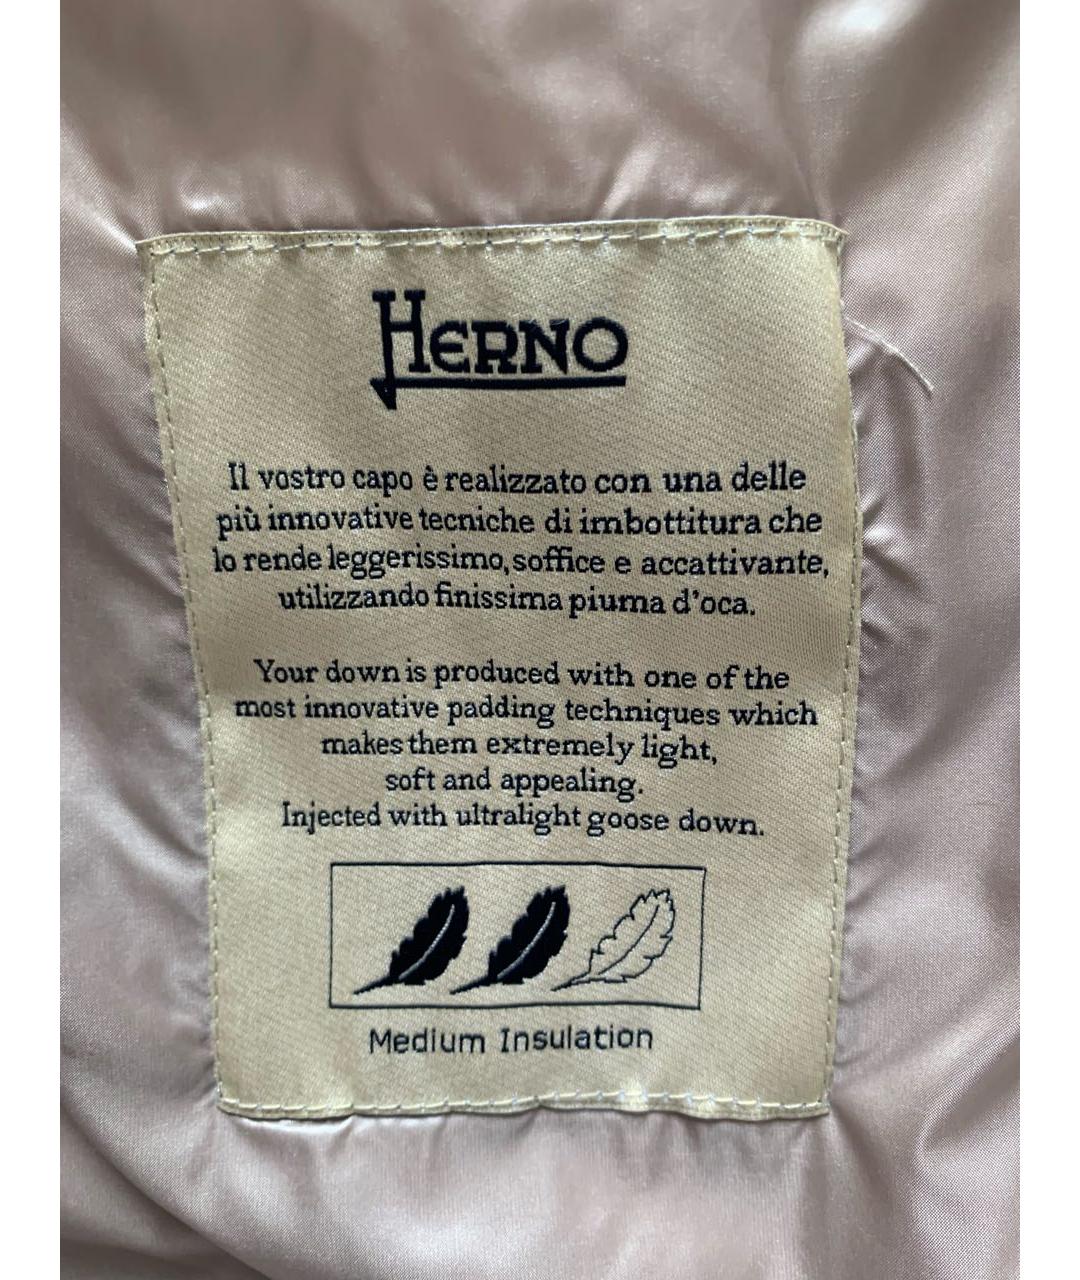 HERNO
Il vostro capo è realizzato con una delle
più innovative tecniche di imbottitura che
lo rende leggerissimo, soffice e accattivante,
utilizzando finissima piuma d'oca.
Your down is produced with one of the
most innovative padding techniques which
makes them extremely light,
soft and appealing.
Injected with ultralight goose down.
Medium Insulation